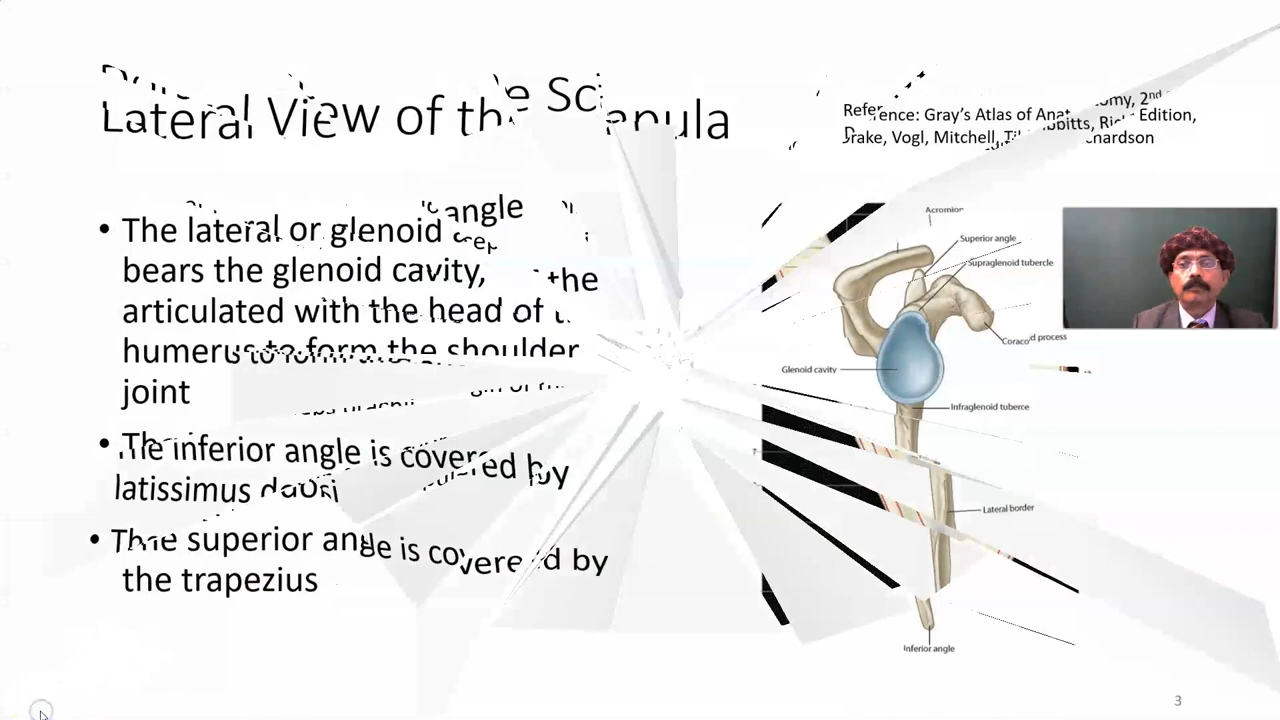 Lateral View of the Scapula
Reference: Gray's Atlas of Anatomy, 2nd Edition,
Drake, Vogl, Mitchell, Tibbitts, Richardson
• The lateral or glenoid angle
bears the glenoid cavity,
articulated with the head of the
humerus to form the shoulder
joint
• The inferior angle is covered by
latissimus
• The superior angle is covered by
the trapezius
Acromion
Superior angle
Supraglenoid tubercle
Coracoid process
Glenoid cavity
Infraglenoid tuberce
Lateral border
Inferior angle
3